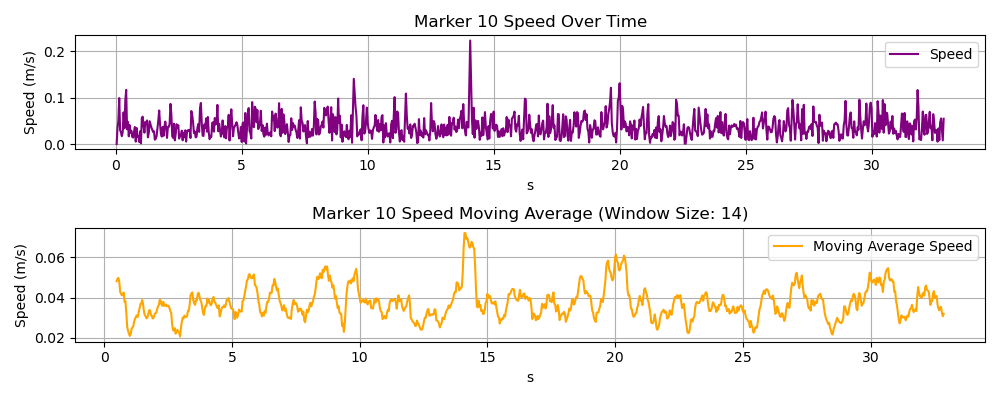 Marker 10 Speed Over Time
Speed (m/s)
0.2
0.1
0.0
Speed
0 5 10 15 20 25 30
s
Marker 10 Speed Moving Average (Window Size: 14)
Speed (m/s)
0.06
0.04
0.02
Moving Average Speed
0 5 10 15 20 25 30
s